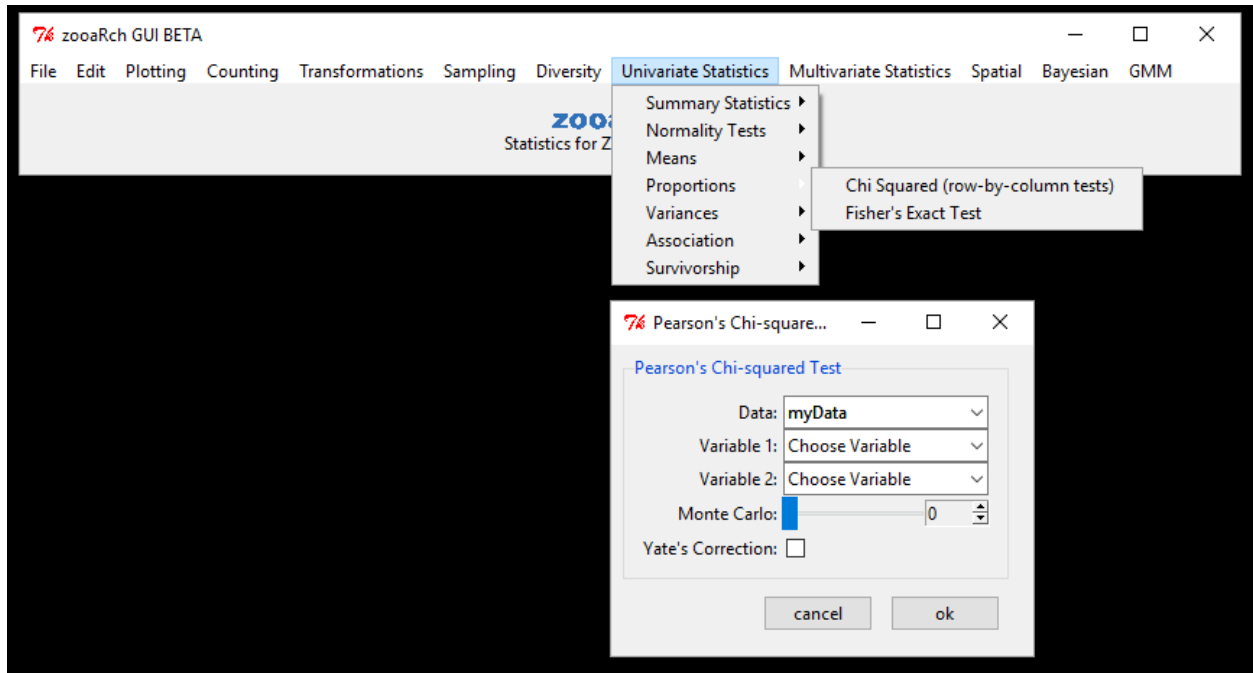 zooaRch GUI BETA
File Edit Plotting Counting Transformations Sampling Diversity Univariate Statistics Multivariate Statistics Spatial Bayesian GMM
Statistics for
Summary Statistics
Normality Tests
Means
Proportions
Variances
Association
Survivorship
Chi Squared (row-by-column tests)
Fisher's Exact Test
Pearson's Chi-square...
Pearson's Chi-squared Test
Data: myData
Variable 1: Choose Variable
Variable 2: Choose Variable
Monte Carlo: 0
Yate's Correction:
cancel ok